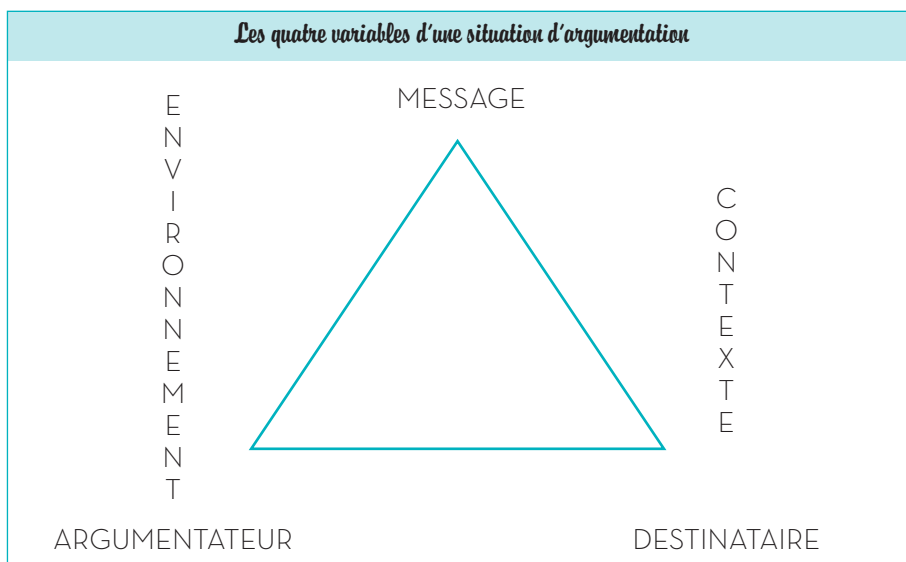 Les quatre variables d'une situation d'argumentation
MESSAGE
ENVIRONNEMENT
CONTEXTE
ARGUMENTATEUR
DESTINATAIRE